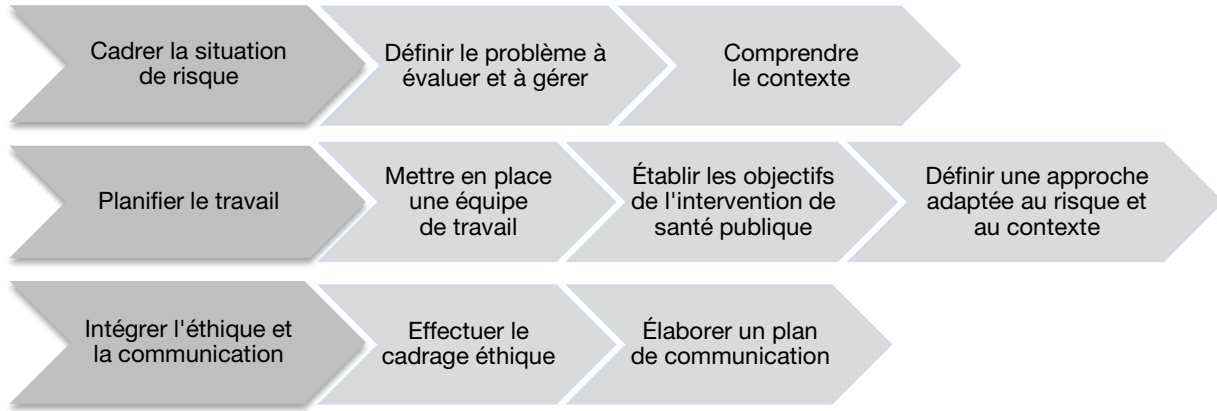 Cadrer la situation
de risque
Définir le problème à
évaluer et à gérer
Comprendre
le contexte
Planifier le travail
Mettre en place
une équipe
de travail
Établir les objectifs
de l'intervention de
santé publique
Définir une approche
adaptée au risque et
au contexte
Intégrer l'éthique et
la communication
Effectuer le
cadrage éthique
Élaborer un plan
de communication